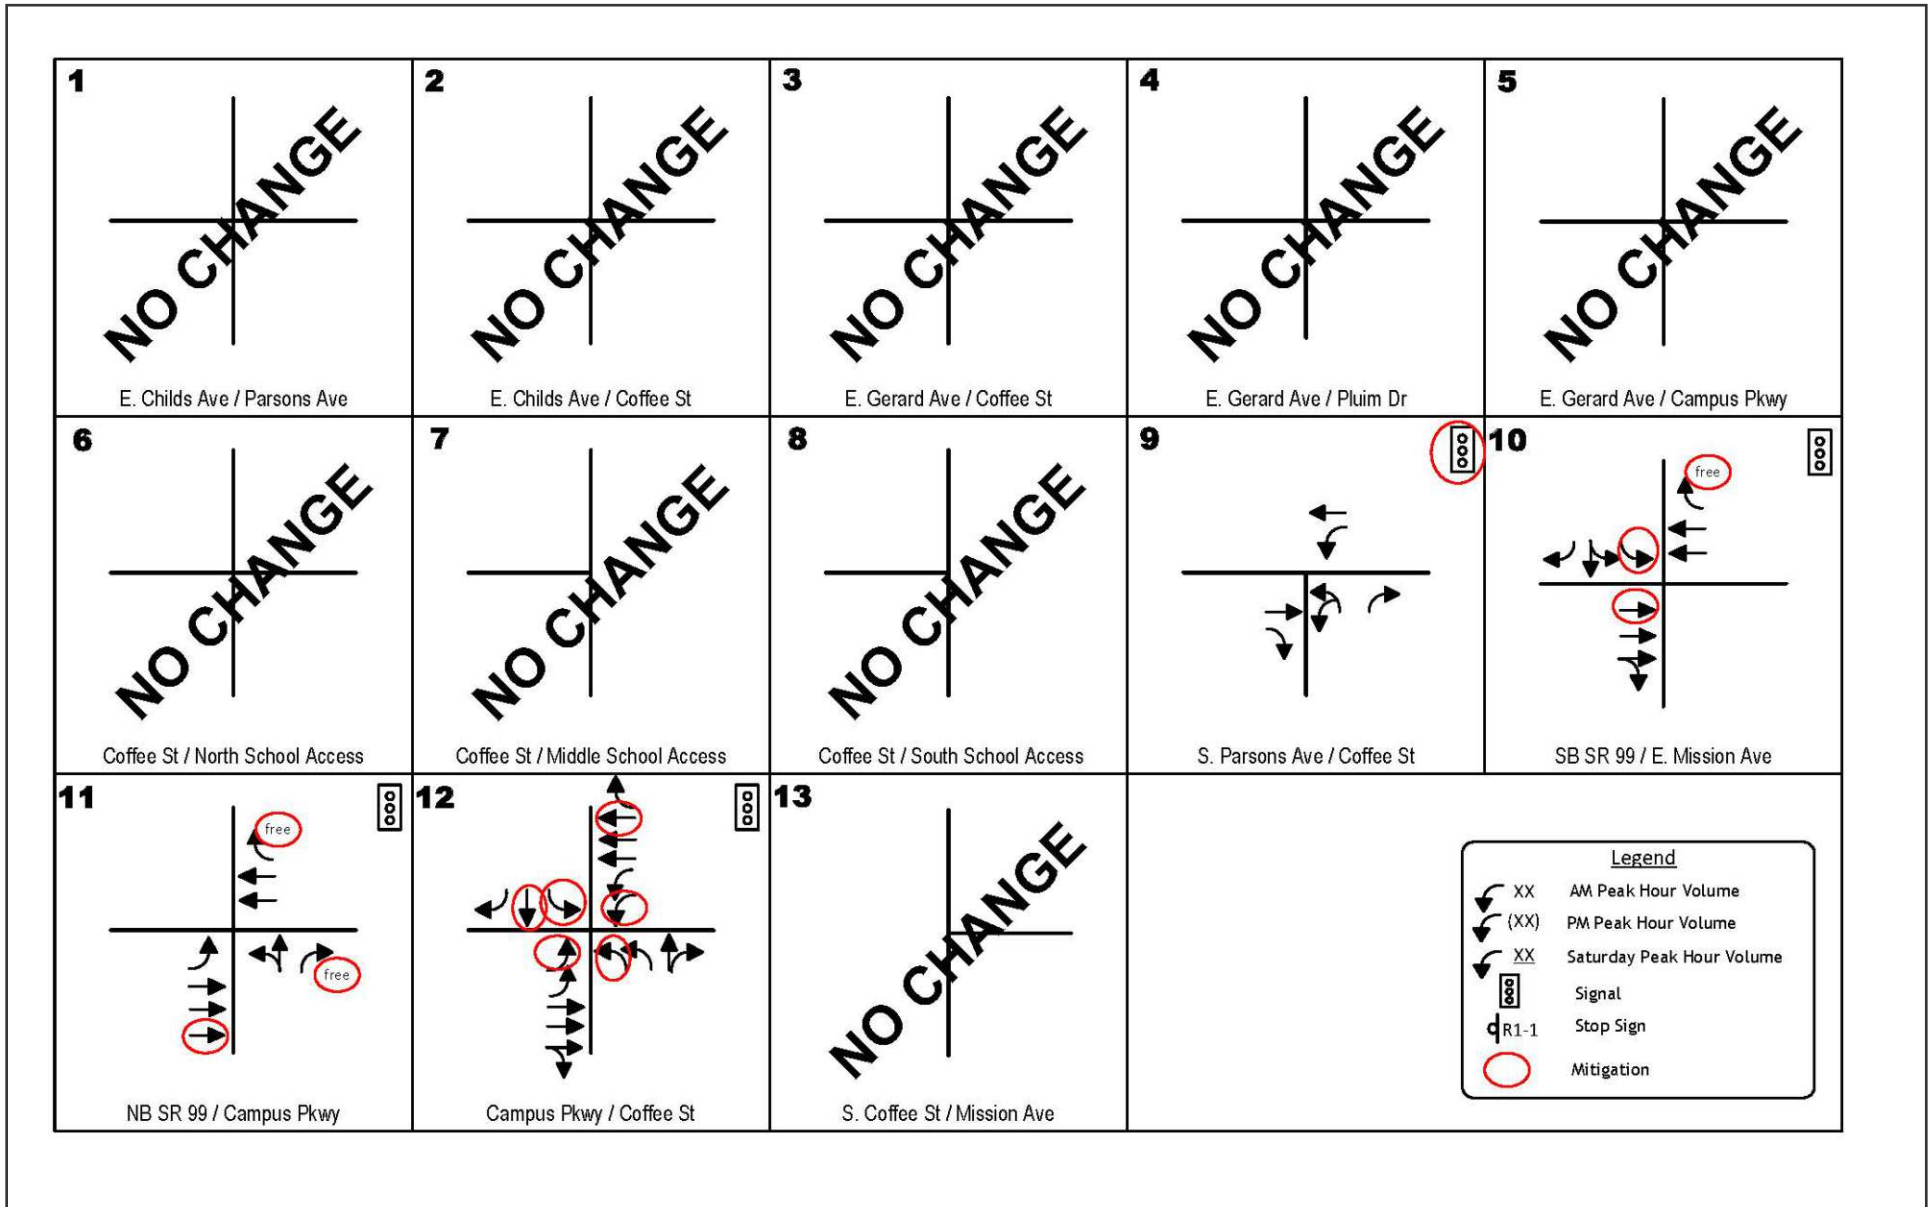 1
NO CHANGE
E. Childs Ave / Parsons Ave
2
NO CHANGE
E. Childs Ave / Coffee St
3
NO CHANGE
E. Gerard Ave / Coffee St
4
NO CHANGE
E. Gerard Ave / Pluim Dr
5
NO CHANGE
E. Gerard Ave / Campus Pkwy
6
NO CHANGE
Coffee St / North School Access
7
NO CHANGE
Coffee St / Middle School Access
8
NO CHANGE
Coffee St / South School Access
9
S. Parsons Ave / Coffee St
10
free
SB SR 99 / E. Mission Ave
11
free
free
NB SR 99 / Campus Pkwy
12
Campus Pkwy / Coffee St
13
NO CHANGE
S. Coffee St / Mission Ave
Legend
XX AM Peak Hour Volume
(XX) PM Peak Hour Volume
XX Saturday Peak Hour Volume
Signal
R1-1 Stop Sign
Mitigation